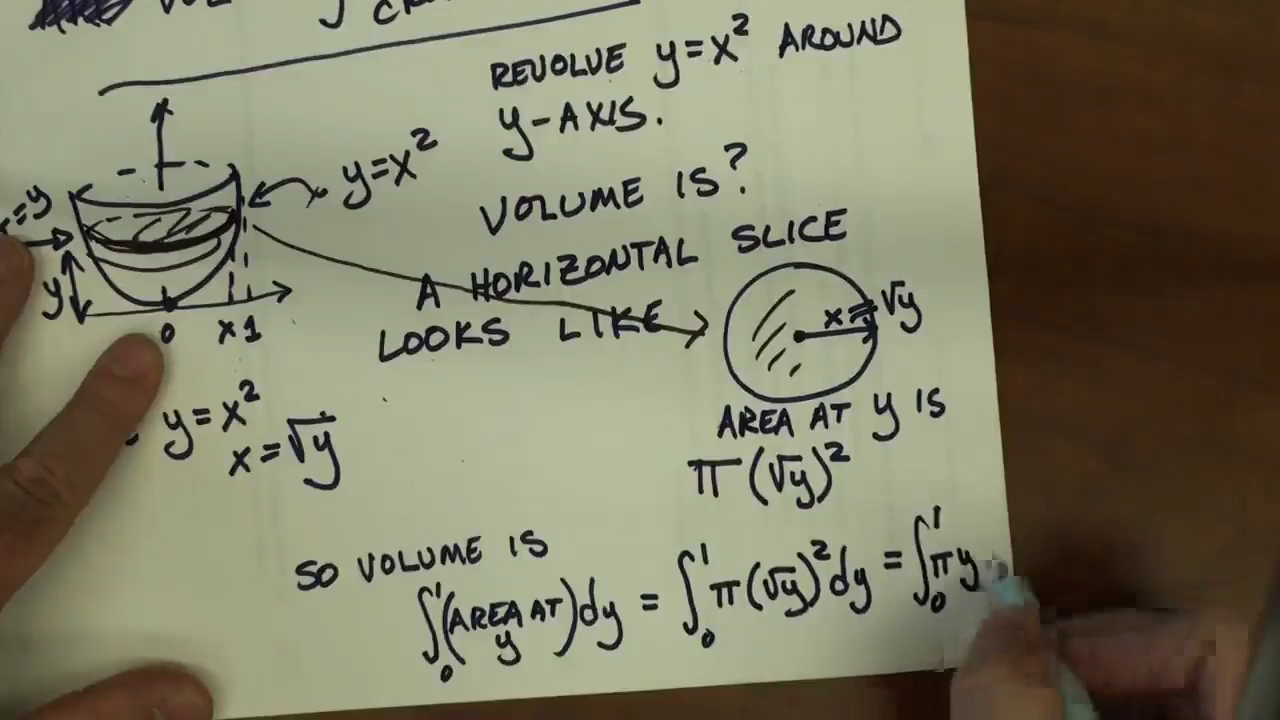 REVOLVE y=x² AROUND
y-AXIS.
y=x²
VOLUME IS?
=y
y
0 x 1
A HORIZONTAL SLICE
LOOKS LIKE
x=√y
y=x²
x=√y
AREA AT y IS
π(√y)²
SO VOLUME IS
∫₀¹(AREA AT y)dy = ∫₀¹π(√y)²dy = ∫₀¹πy